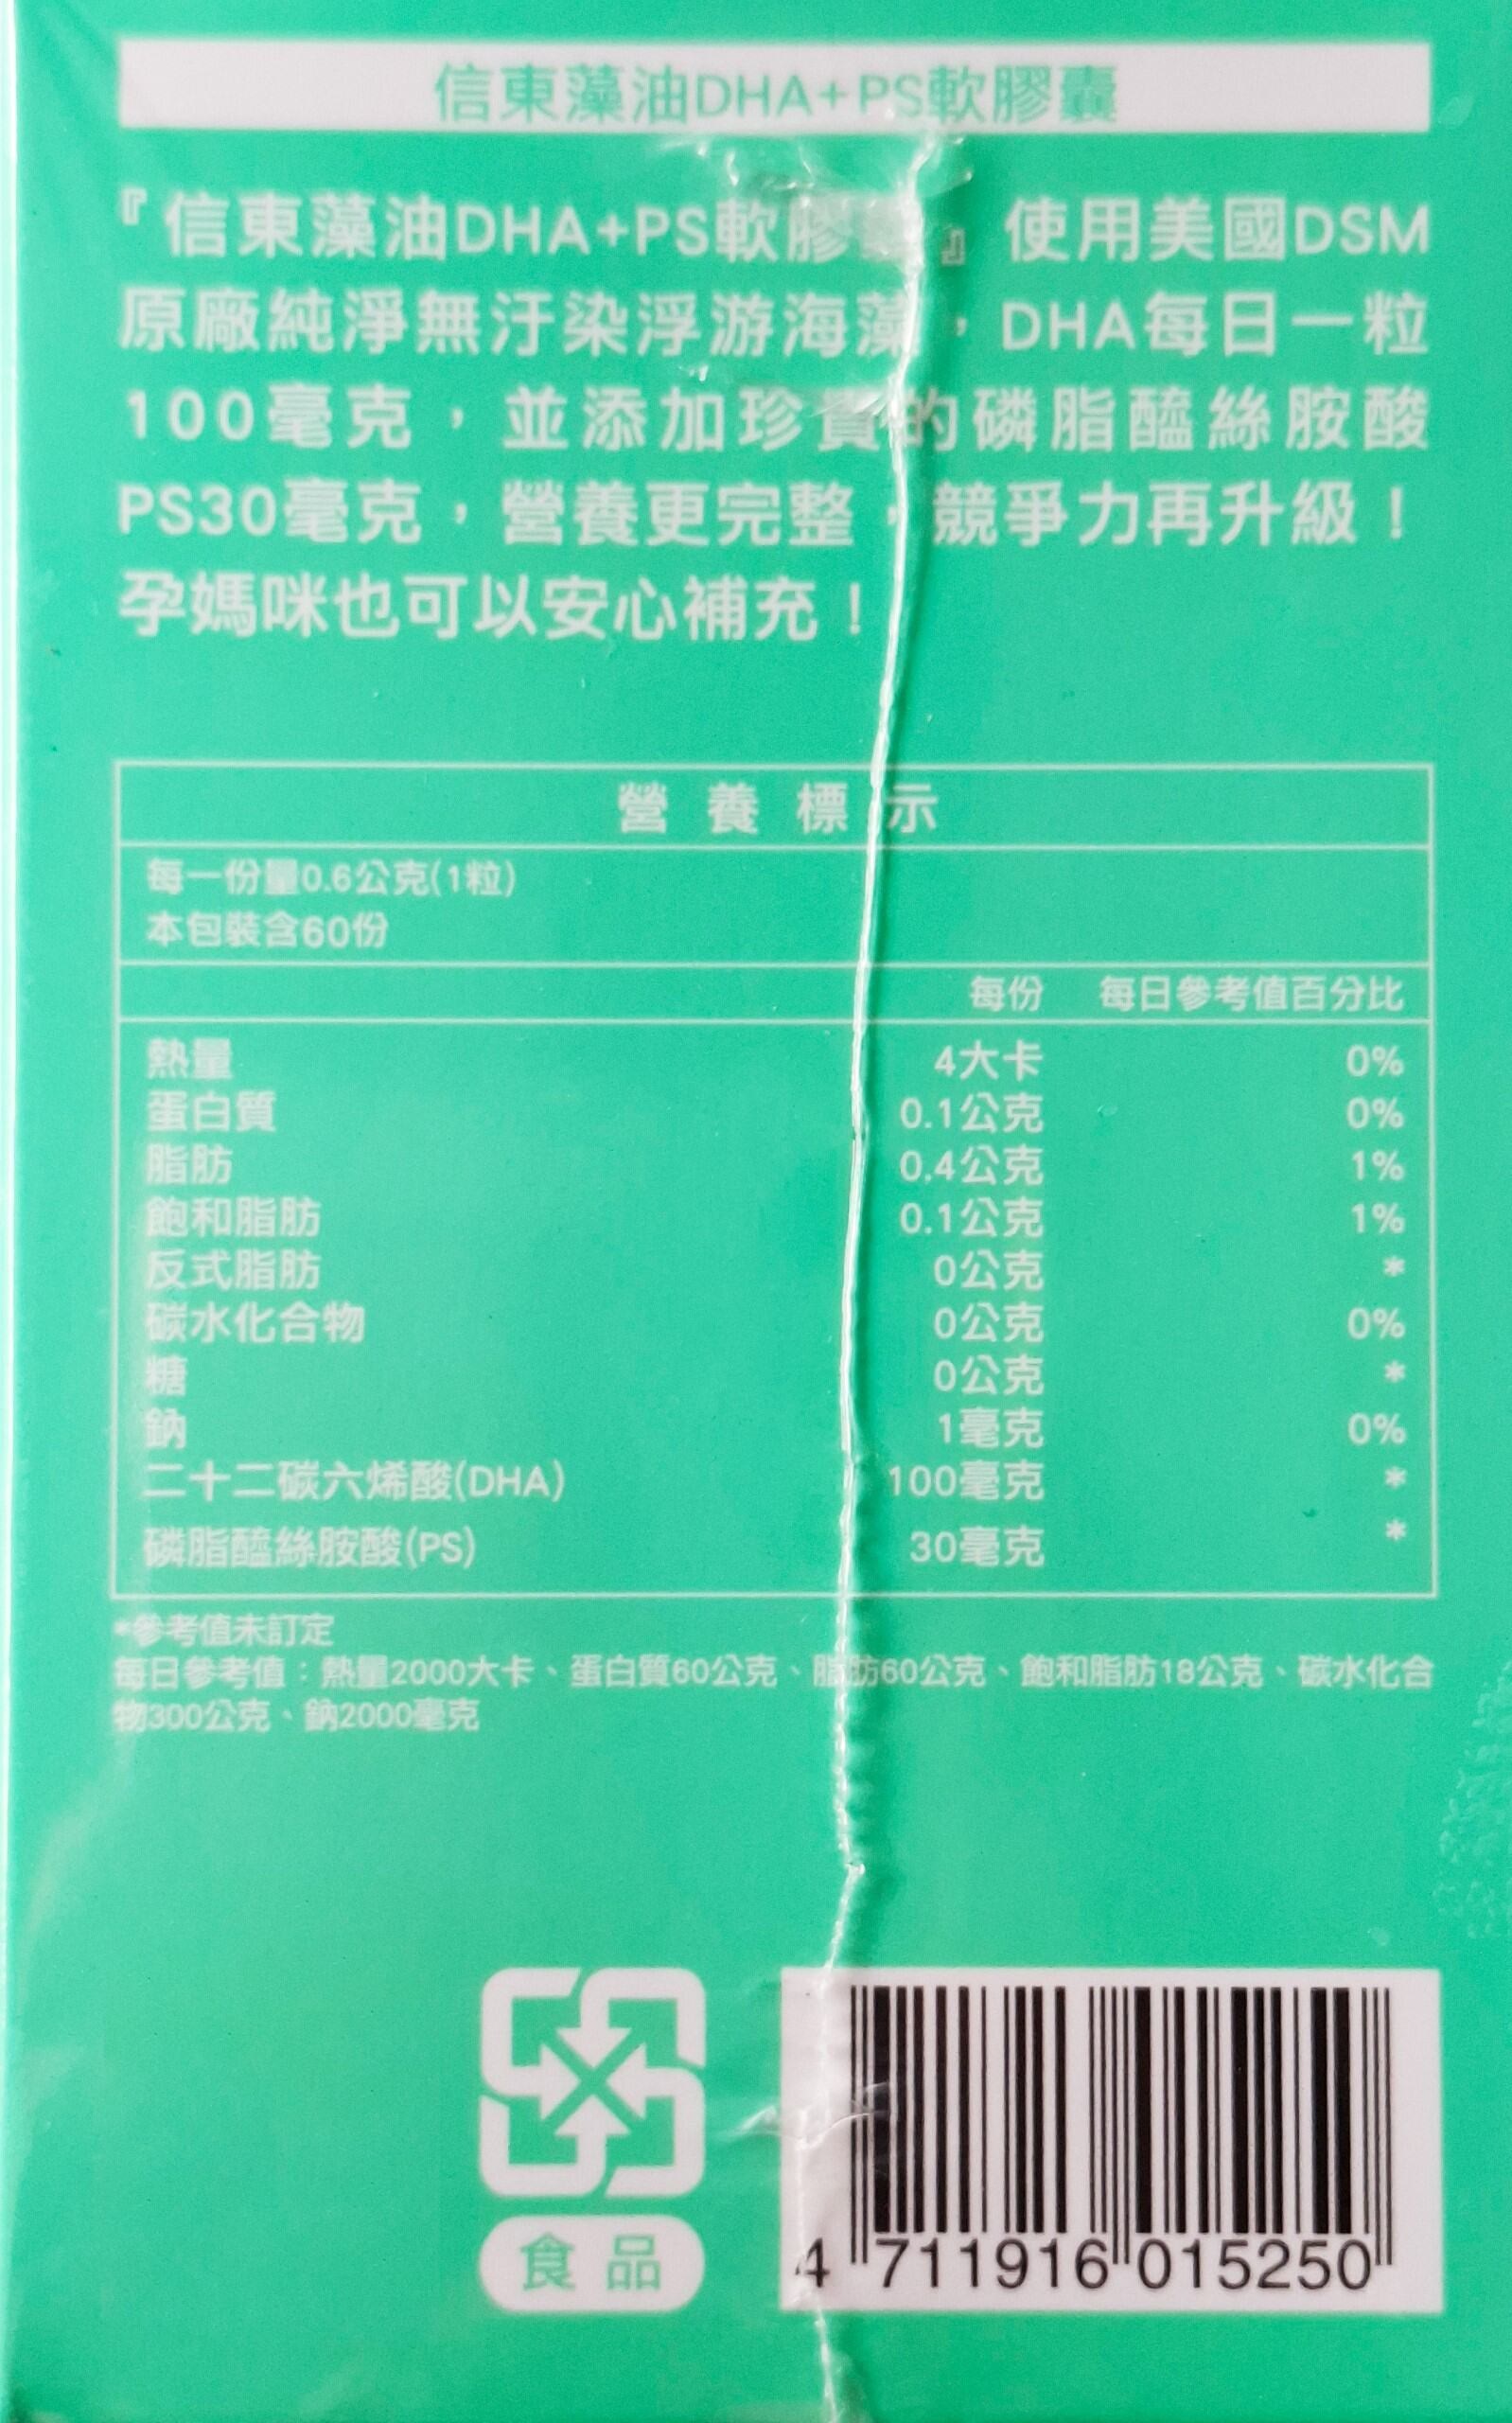 信東藻油DHA+PS軟膠囊
『信東藻油DHA+PS軟膠』使用美國DSM
原廠純淨無汙染浮游海藻，DHA每日一粒
100毫克，並添加珍貴的磷脂醯絲胺酸
PS30毫克，營養更完整，競爭力再升級！
孕媽咪也可以安心補充！
營養標示
每一份量0.6公克(1粒)
本包裝含60份
每份 每日參考值百分比
熱量 4大卡 0%
蛋白質 0.1公克 0%
脂肪 0.4公克 1%
飽和脂肪 0.1公克 1%
反式脂肪 0公克 *
碳水化合物 0公克 0%
糖 0公克 *
鈉 1毫克 0%
二十二碳六烯酸(DHA) 100毫克 *
磷脂醯絲胺酸(PS) 30毫克 *
*參考值未訂定
每日參考值：熱量2000大卡、蛋白質60公克、脂肪60公克、飽和脂肪18公克、碳水化合
物300公克、鈉2000毫克
食品
4 711916 015250